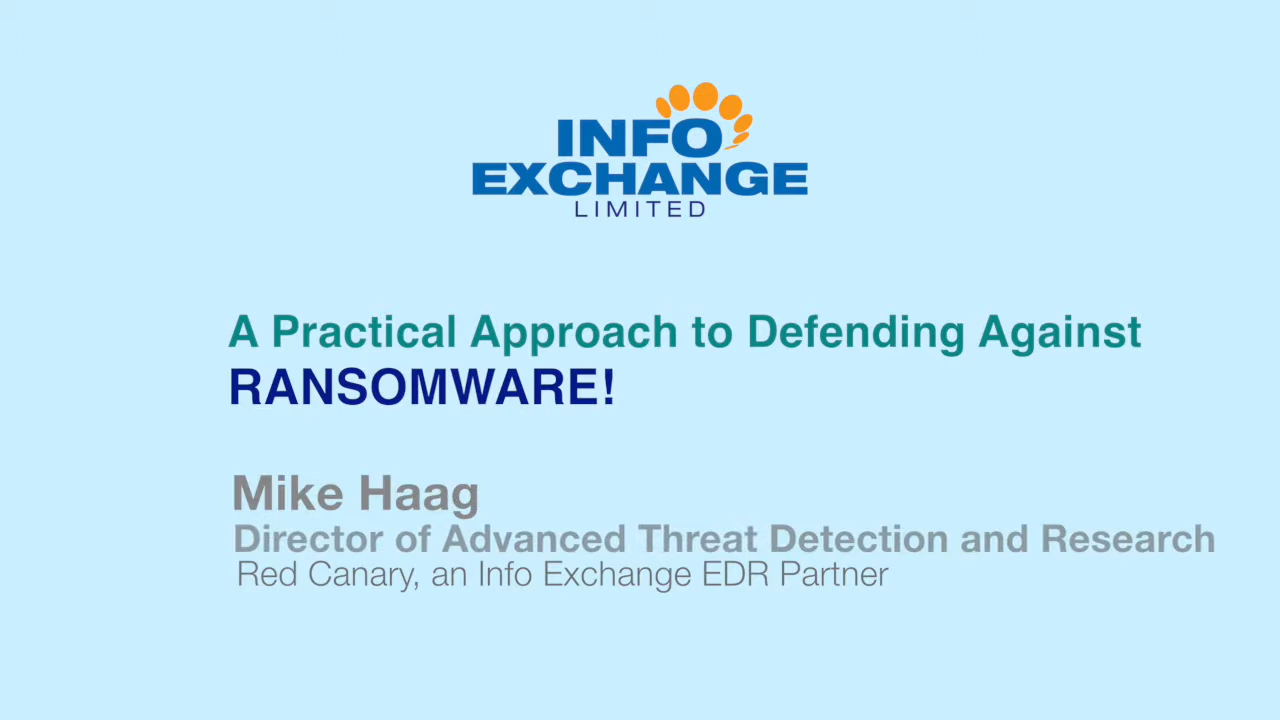 INFO
EXCHANGE
LIMITED
A Practical Approach to Defending Against
RANSOMWARE!
Mike Haag
Director of Advanced Threat Detection and Research
Red Canary, an Info Exchange EDR Partner